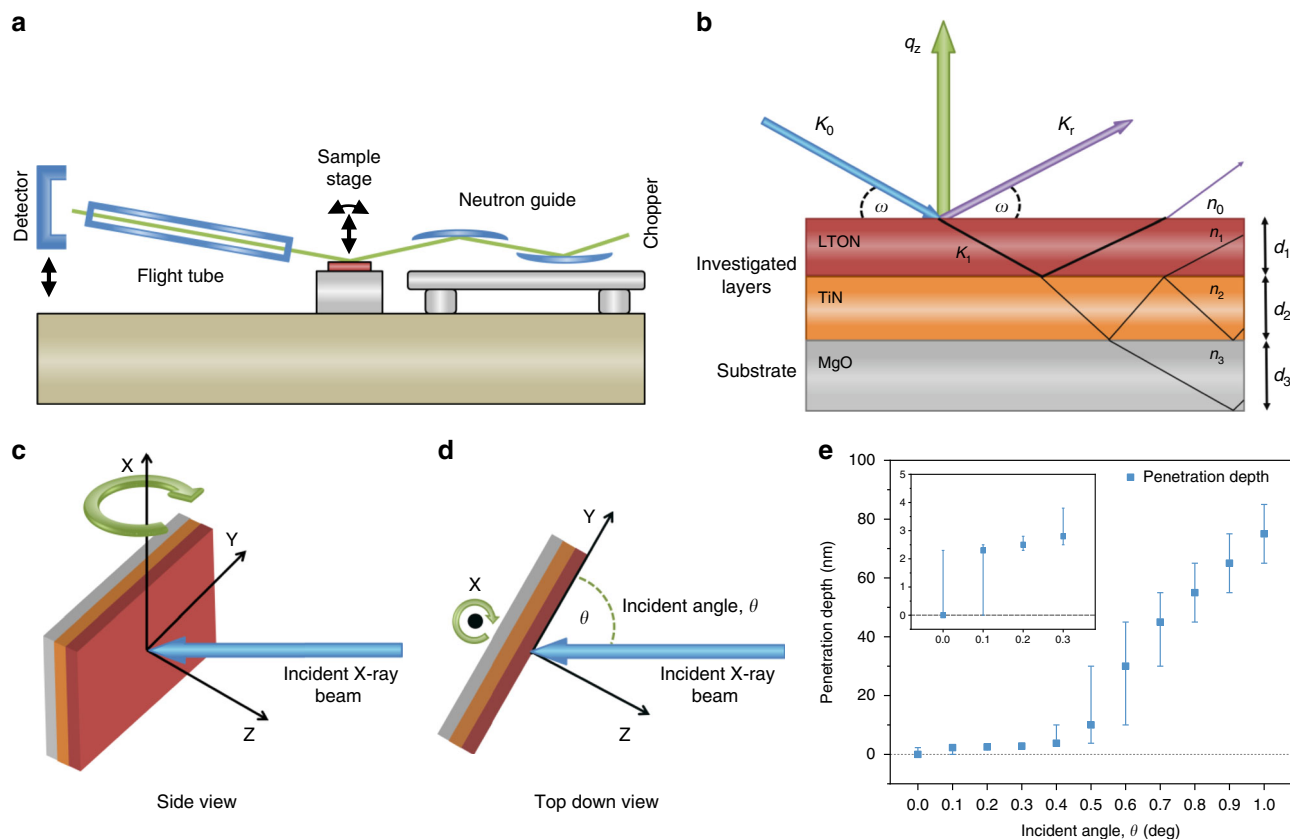 a
Detector
Flight tube
Sample
stage
Neutron guide
Chopper
b
q_z
K_0
K_r
ω
ω
n_0
LTON
K_1
n_1
d_1
Investigated
layers
TiN
n_2
d_2
Substrate
MgO
n_3
d_3
c
X
Y
Z
Incident X-ray
beam
Side view
d
Y
X
θ
Incident angle, θ
Incident X-ray
beam
Z
Top down view
e
Penetration depth (nm)
100
80
60
40
20
0
5
4
3
2
1
0
0.0 0.1 0.2 0.3
Penetration depth
0.0 0.1 0.2 0.3 0.4 0.5 0.6 0.7 0.8 0.9 1.0
Incident angle, θ (deg)